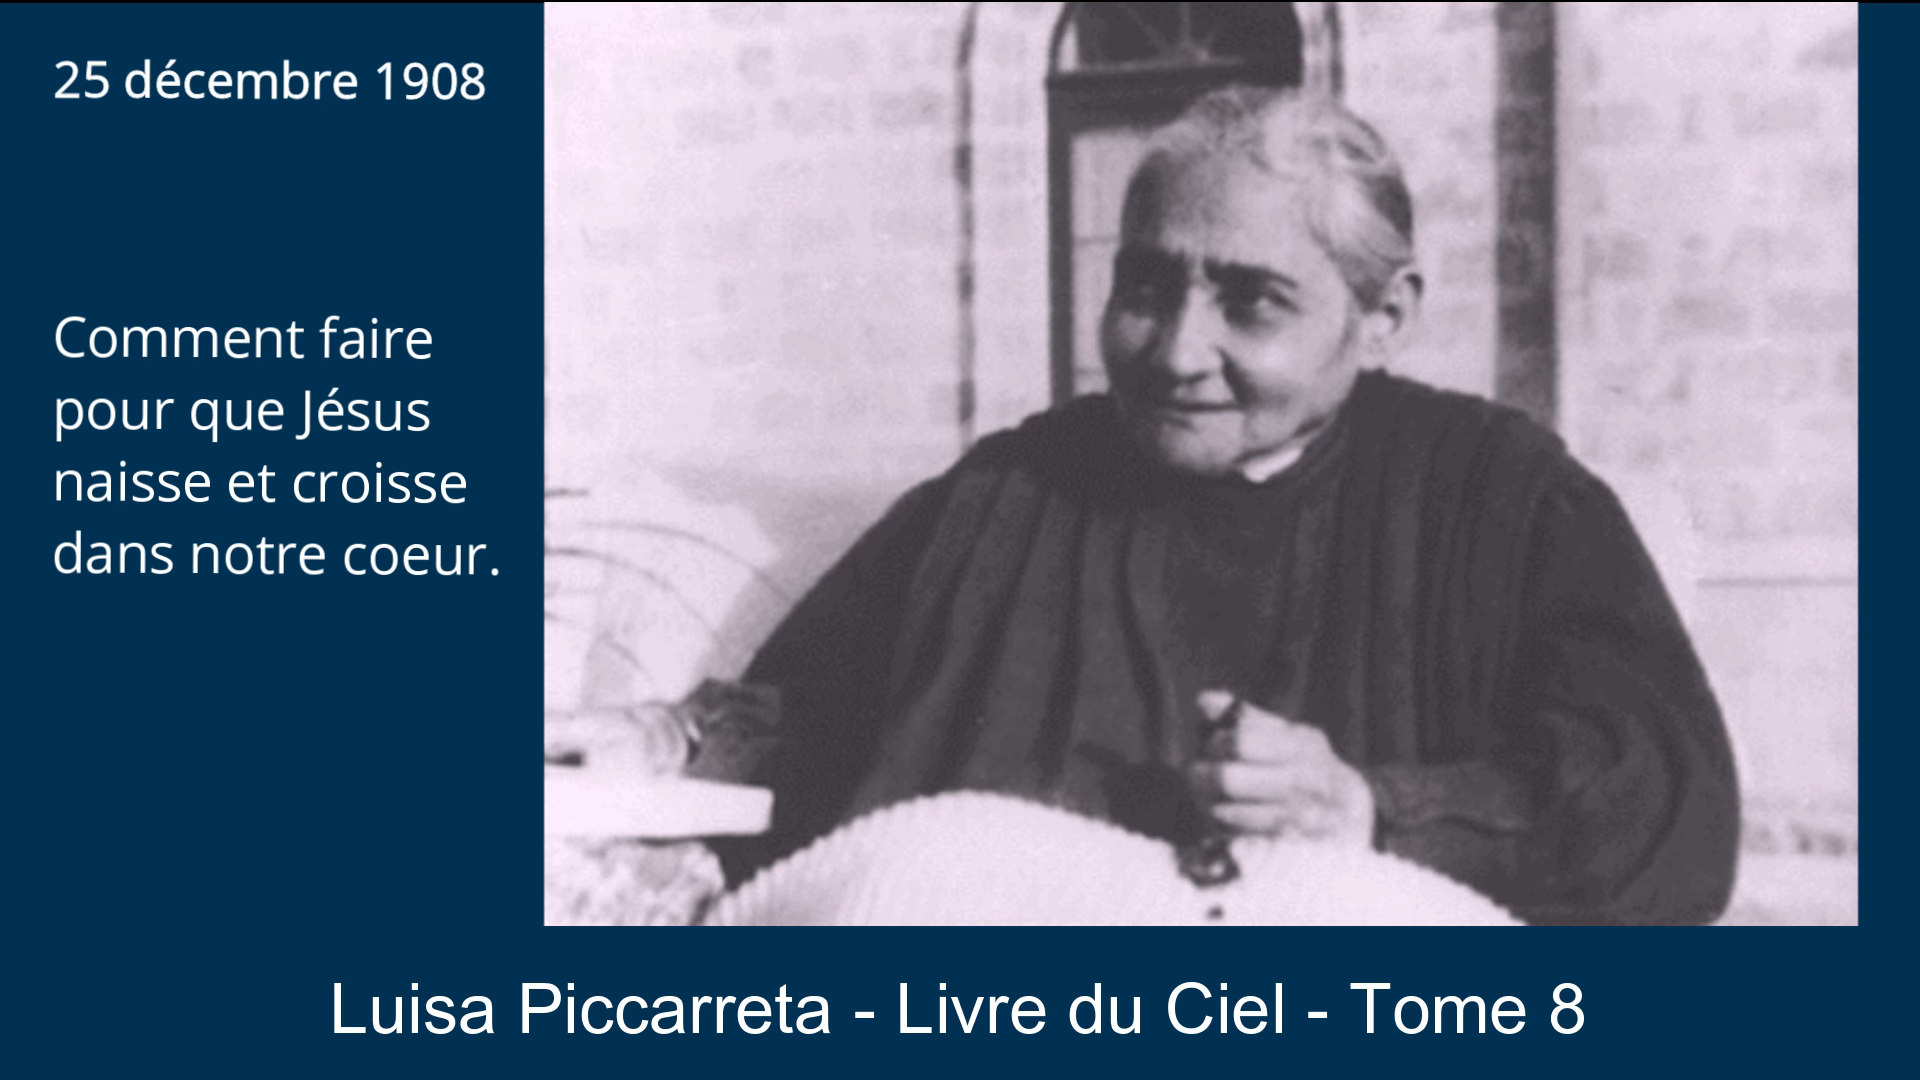 25 décembre 1908
Comment faire
pour que Jésus
naisse et croisse
dans notre coeur.
Luisa Piccarreta - Livre du Ciel - Tome 8